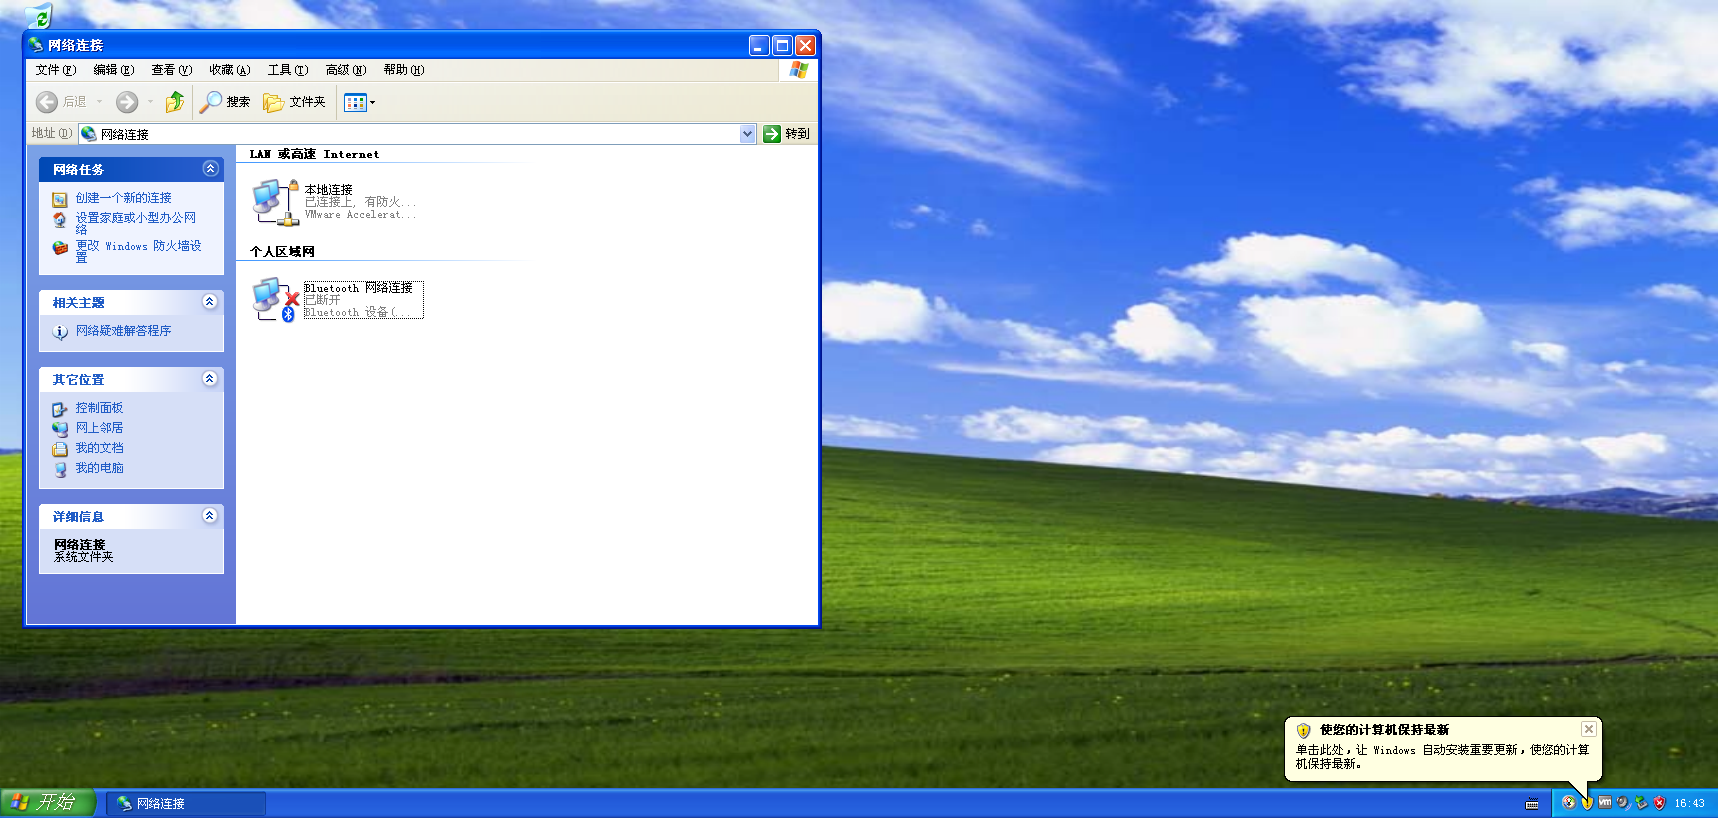 网络连接
文件(F) 编辑(E) 查看(V) 收藏(A) 工具(T) 高级(N) 帮助(H)
后退 搜索 文件夹
地址(D) 网络连接 转到
网络任务
创建一个新的连接
设置家庭或小型办公网
络
更改 Windows 防火墙设
置
相关主题
网络疑难解答程序
其它位置
控制面板
网上邻居
我的文档
我的电脑
详细信息
网络连接
系统文件夹
LAN 或高速 Internet
本地连接
已连接上, 有防火...
VMware Accelerat...
个人区域网
Bluetooth 网络连接
已断开
Bluetooth 设备(...
使您的计算机保持最新
单击此处，让 Windows 自动安装重要更新，使您的计算
机保持最新。
开始 网络连接 vm 16:43